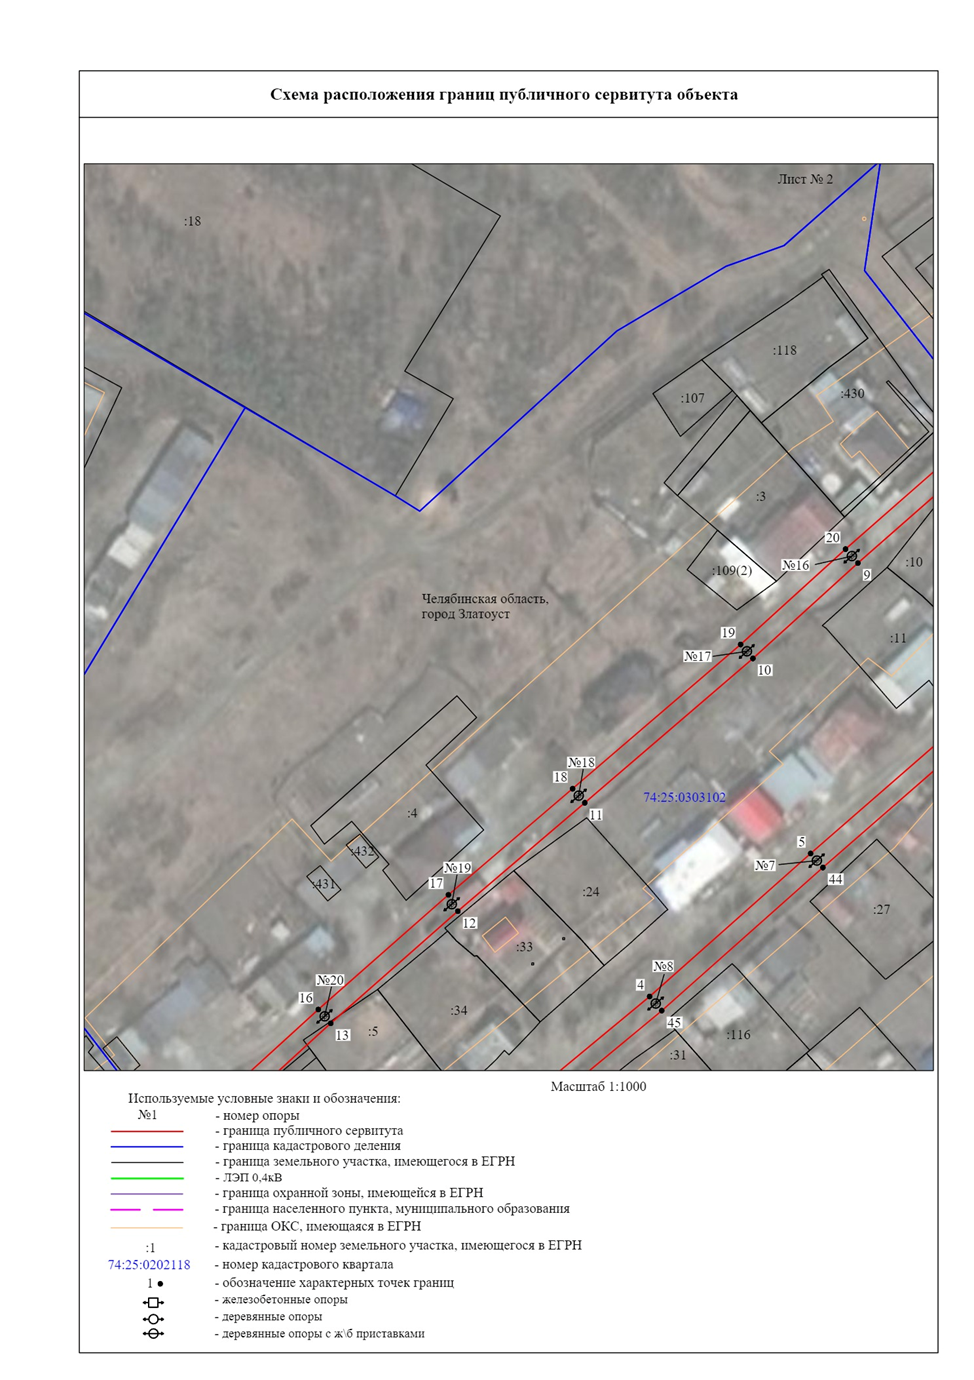 Схема расположения границ публичного сервитута объекта
Лист № 2
:18
:118
:107
:430
:3
20
№16
:10
:109(2)
9
Челябинская область,
город Златоуст
19
:11
№17
10
№18
18
74:25:0303102
11
:4
5
:432
№7
№19
44
17
:431
:24
:27
12
:33
№8
№20
4
16
:34
45
13
:5
:116
:31
Масштаб 1:1000
Используемые условные знаки и обозначения:
№1 - номер опоры
- граница публичного сервитута
- граница кадастрового деления
- граница земельного участка, имеющегося в ЕГРН
- ЛЭП 0,4кВ
- граница охранной зоны, имеющейся в ЕГРН
- граница населенного пункта, муниципального образования
- граница ОКС, имеющаяся в ЕГРН
:1 - кадастровый номер земельного участка, имеющегося в ЕГРН
74:25:0202118 - номер кадастрового квартала
1 - обозначение характерных точек границ
- железобетонные опоры
- деревянные опоры
- деревянные опоры с ж\б приставками